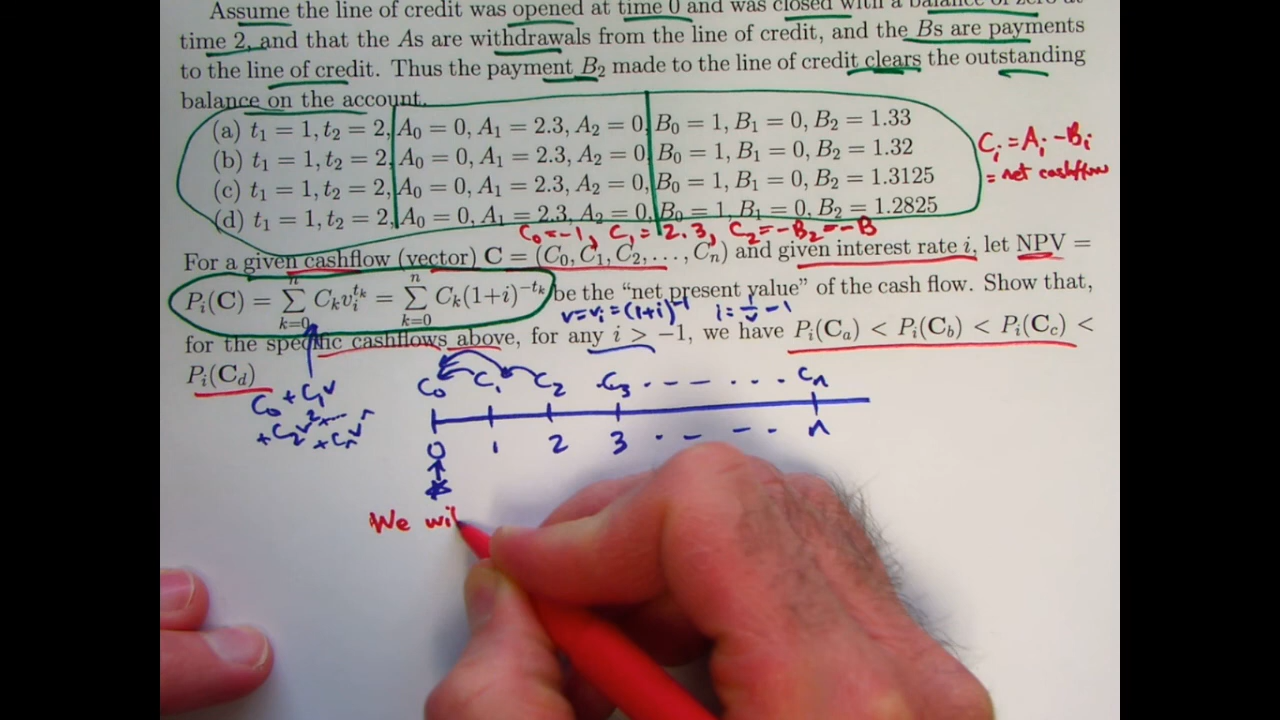 Assume the line of credit was opened at time 0 and was closed with a balance of zero at
time 2, and that the As are withdrawals from the line of credit, and the Bs are payments
to the line of credit. Thus the payment B₂ made to the line of credit clears the outstanding
balance on the account.
(a) t₁ = 1, t₂ = 2, A₀ = 0, A₁ = 2.3, A₂ = 0, B₀ = 1, B₁ = 0, B₂ = 1.33
(b) t₁ = 1, t₂ = 2, A₀ = 0, A₁ = 2.3, A₂ = 0, B₀ = 1, B₁ = 0, B₂ = 1.32
(c) t₁ = 1, t₂ = 2, A₀ = 0, A₁ = 2.3, A₂ = 0, B₀ = 1, B₁ = 0, B₂ = 1.3125
(d) t₁ = 1, t₂ = 2, A₀ = 0, A₁ = 2.3, A₂ = 0, B₀ = 1, B₁ = 0, B₂ = 1.2825
Cᵢ = Aᵢ - Bᵢ
= net cashflow
C₀ = -1, C₁ = 2.3, C₂ = -B₂ = -B
For a given cashflow (vector) C = (C₀, C₁, C₂, . . . , Cₙ) and given interest rate i, let NPV =
Pᵢ(C) = ∑ₖ₌₀ⁿ Cₖvᵢ^{tₖ} = ∑ₖ₌₀ⁿ Cₖ(1+i)^{-tₖ} be the “net present value” of the cash flow. Show that,
v = vᵢ = (1+i)⁻¹ i = 1/v - 1
for the specific cashflows above, for any i > −1, we have Pᵢ(Cₐ) < Pᵢ(C_b) < Pᵢ(C_c) <
Pᵢ(C_d)
C₀ + C₁v
+ C₂v² + ...
+ Cₙvⁿ
C₀ C₁ C₂ C₃ Cₙ
0 1 2 3 n
We wil